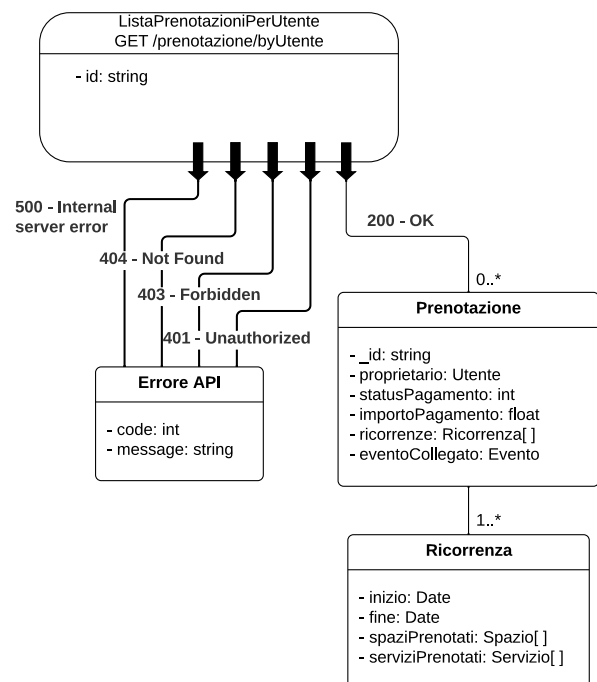 ListaPrenotazioniPerUtente
GET /prenotazione/byUtente
- id: string
500 - Internal
server error
200 - OK
404 - Not Found
403 - Forbidden
401 - Unauthorized
0..*
Prenotazione
- _id: string
- proprietario: Utente
- statusPagamento: int
- importoPagamento: float
- ricorrenze: Ricorrenza[ ]
- eventoCollegato: Evento
Errore API
- code: int
- message: string
1..*
Ricorrenza
- inizio: Date
- fine: Date
- spaziPrenotati: Spazio[ ]
- serviziPrenotati: Servizio[ ]